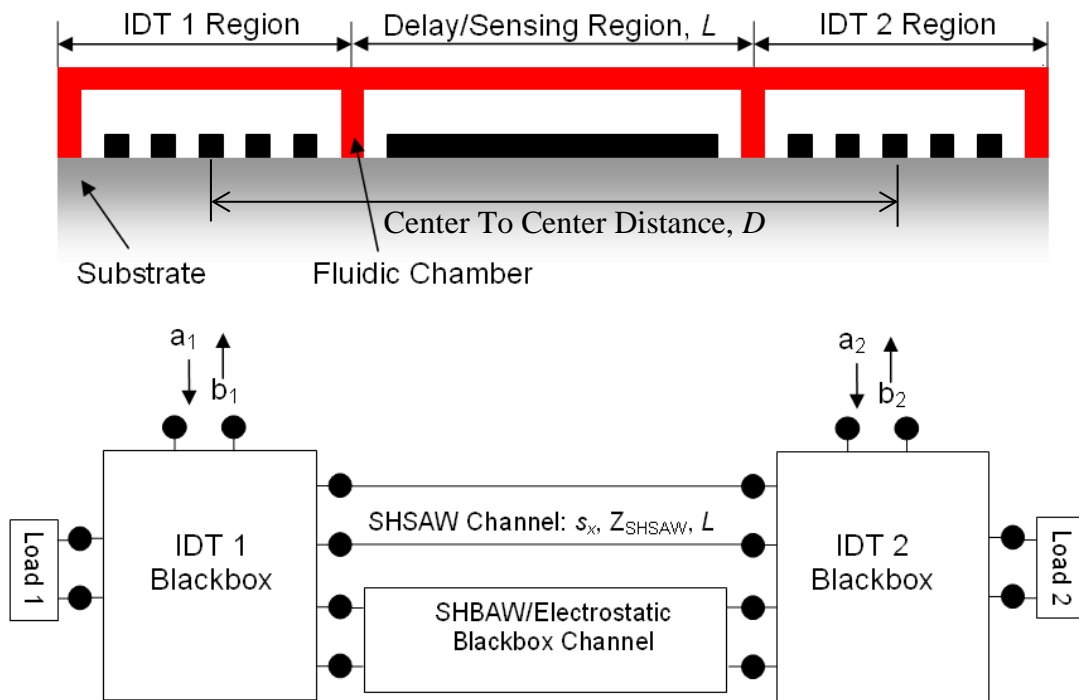 IDT 1 Region
Delay/Sensing Region, L
IDT 2 Region
Center To Center Distance, D
Substrate
Fluidic Chamber
a₁
b₁
a₂
b₂
Load 1
IDT 1
Blackbox
SHSAW Channel: sₓ, Z_SHSAW, L
SHBAW/Electrostatic
Blackbox Channel
IDT 2
Blackbox
Load 2